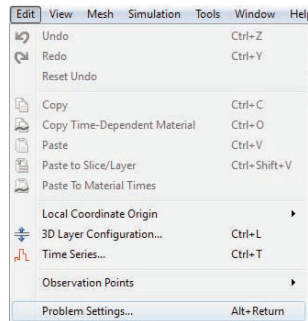 Edit View Mesh Simulation Tools Window Help
Undo Ctrl+Z
Redo Ctrl+Y
Reset Undo
Copy Ctrl+C
Copy Time-Dependent Material Ctrl+O
Paste Ctrl+V
Paste to Slice/Layer Ctrl+Shift+V
Paste To Material Times
Local Coordinate Origin
3D Layer Configuration... Ctrl+L
Time Series... Ctrl+T
Observation Points
Problem Settings... Alt+Return